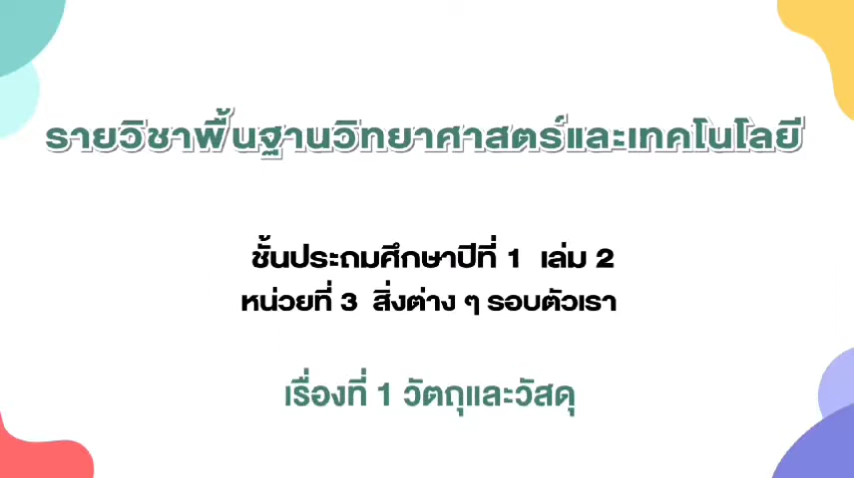 รายวิชาพื้นฐานวิทยาศาสตร์และเทคโนโลยี
ชั้นประถมศึกษาปีที่ 1 เล่ม 2
หน่วยที่ 3 สิ่งต่าง ๆ รอบตัวเรา
เรื่องที่ 1 วัตถุและวัสดุ